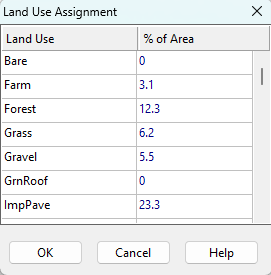 Land Use Assignment
Land Use % of Area
Bare 0
Farm 3.1
Forest 12.3
Grass 6.2
Gravel 5.5
GrnRoof 0
ImpPave 23.3
OK Cancel Help